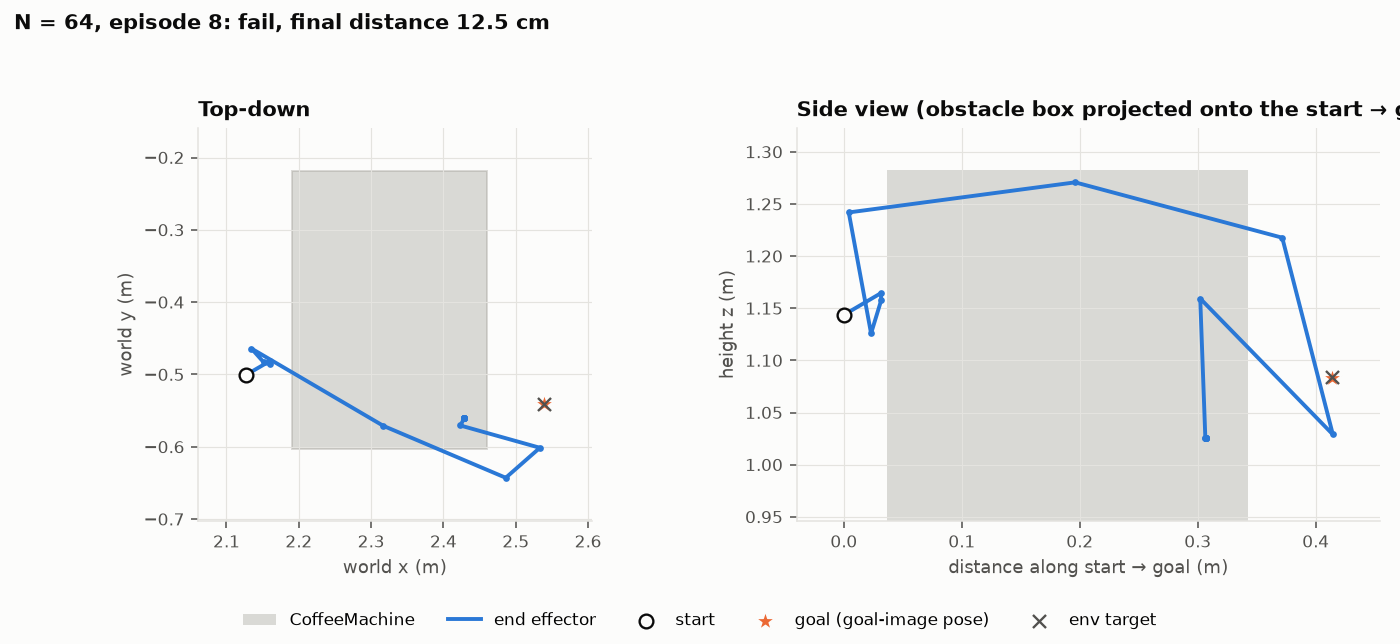 N = 64, episode 8: fail, final distance 12.5 cm
Top-down
−0.2
−0.3
−0.4
−0.5
−0.6
−0.7
world y (m)
2.1 2.2 2.3 2.4 2.5 2.6
world x (m)
Side view (obstacle box projected onto the start → g
1.30
1.25
1.20
1.15
1.10
1.05
1.00
0.95
height z (m)
0.0 0.1 0.2 0.3 0.4
distance along start → goal (m)
CoffeeMachine end effector start goal (goal-image pose) env target